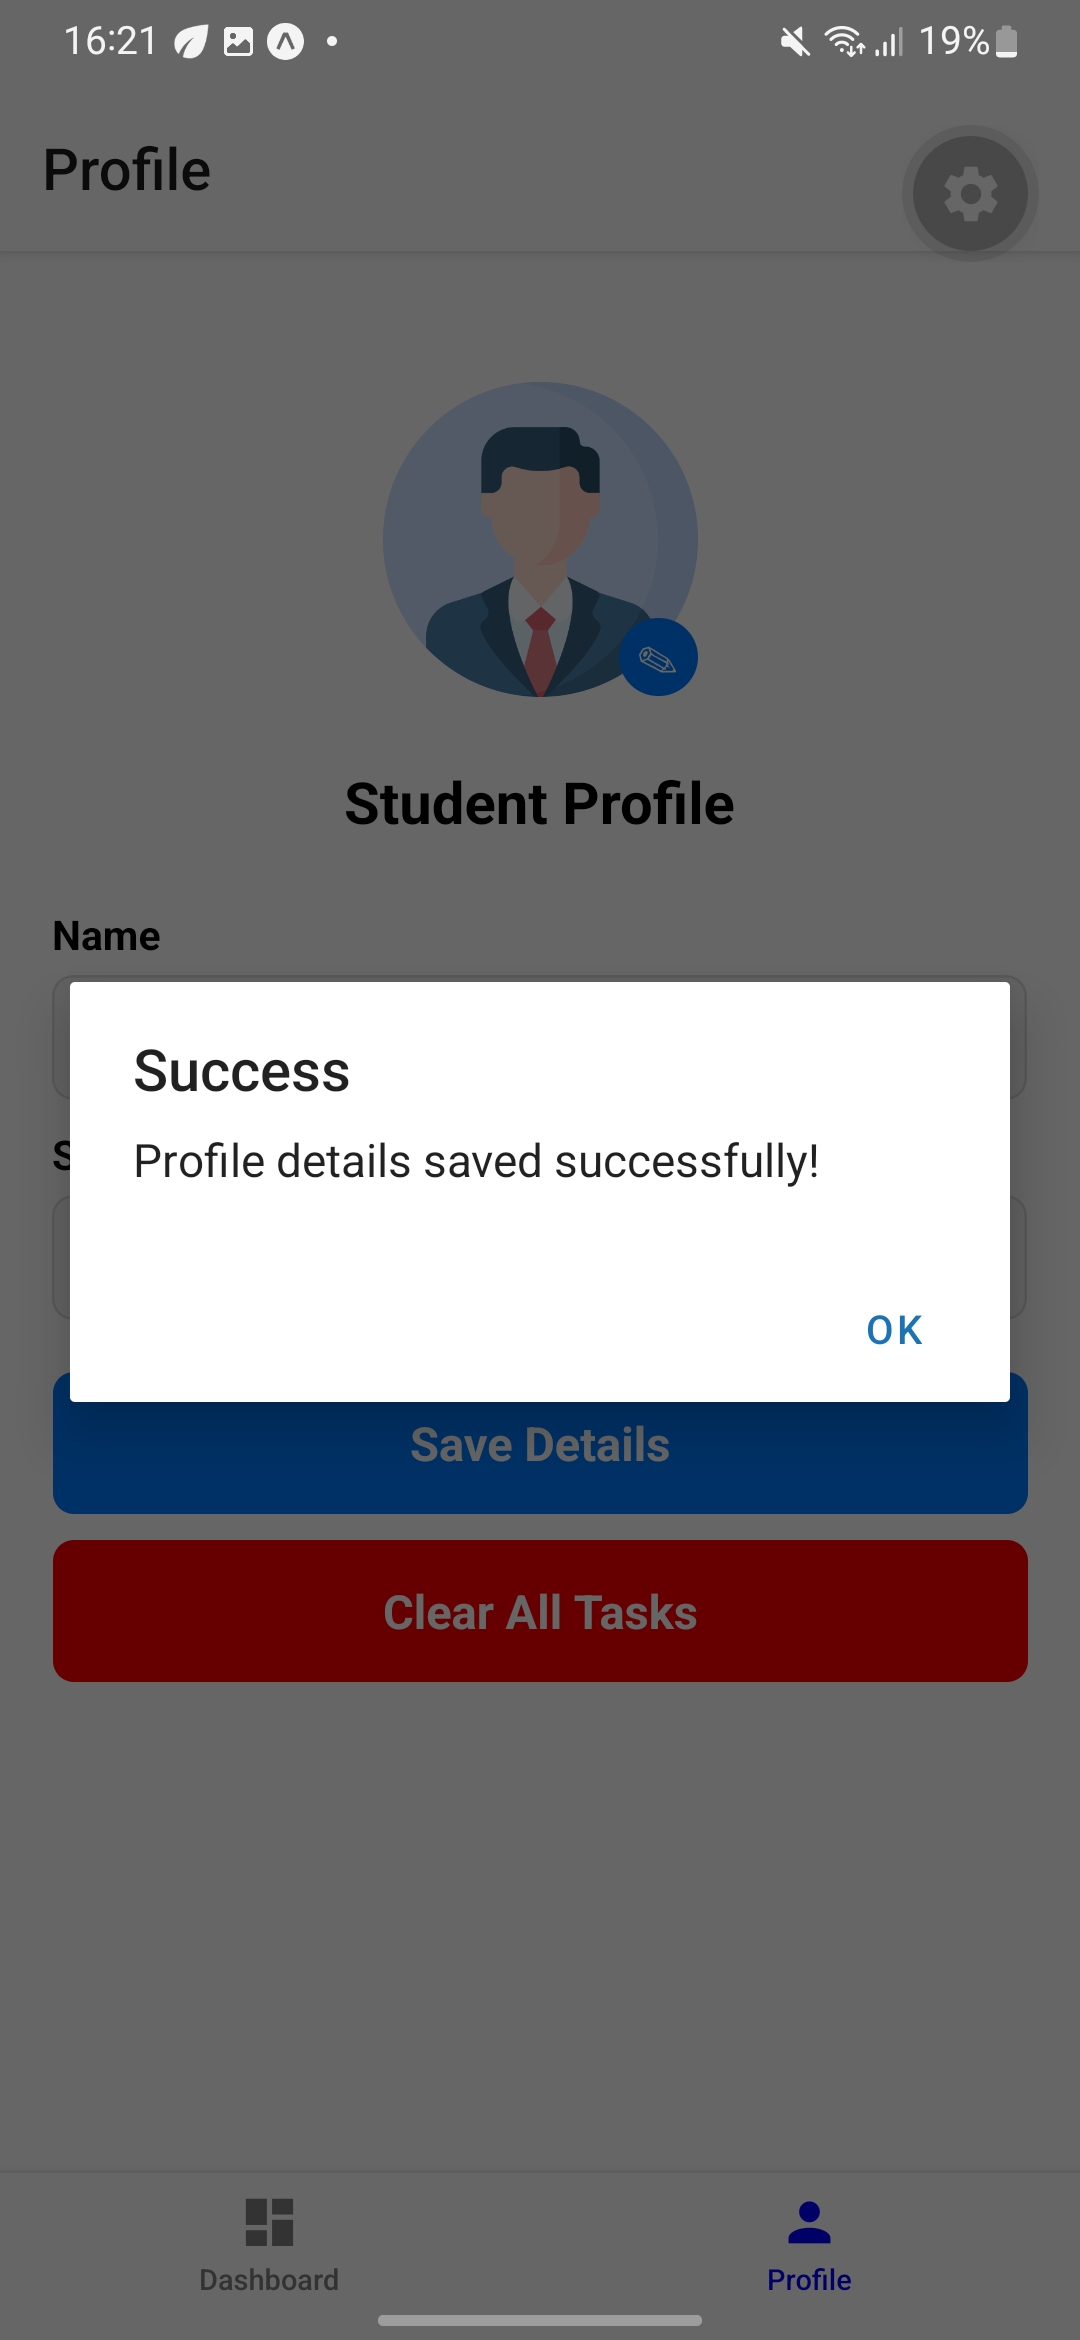 16:21
19%
Profile
Student Profile
Name
Success
Profile details saved successfully!
OK
Save Details
Clear All Tasks
Dashboard
Profile